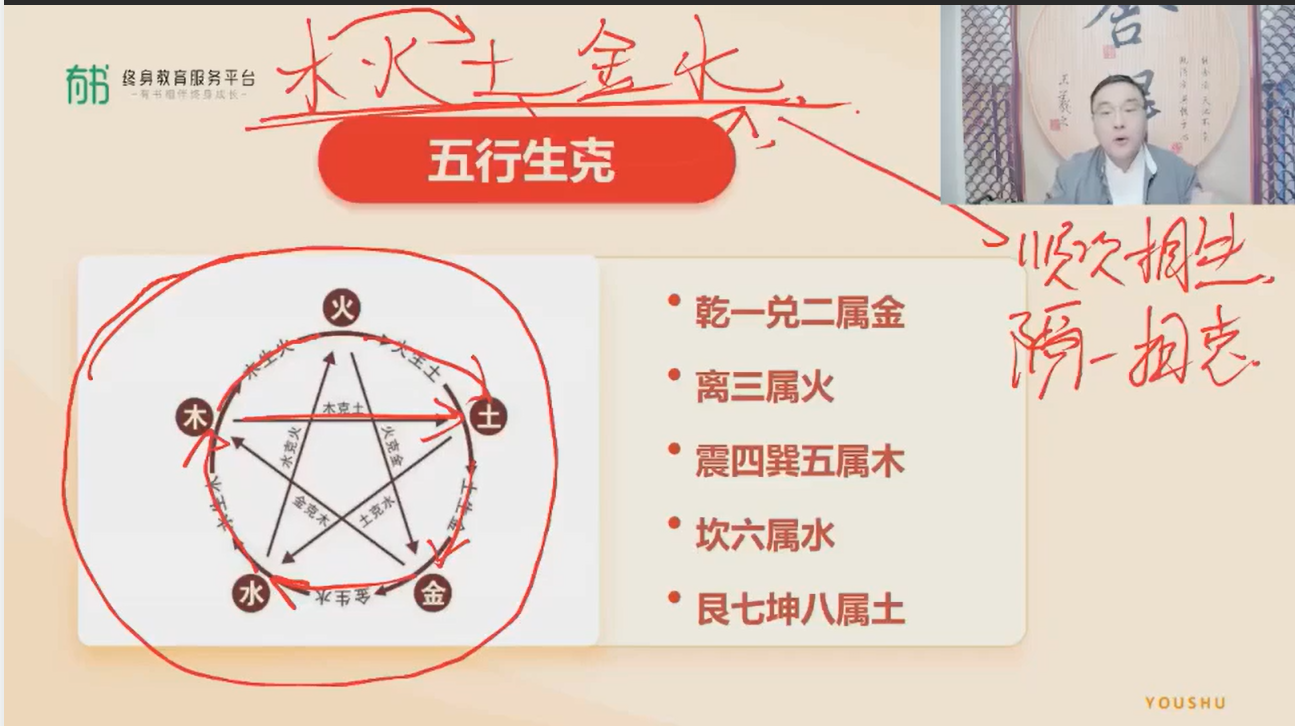 木火土金水
有书 终身教育服务平台
-有书相伴终身成长-
五行生克
顺次相生
隔一相克
火
木生火
火生土
木
木克土
土
水克火
火克金
水生木
金克木
土克水
土生金
水
金生水
金
乾一兑二属金
离三属火
震四巽五属木
坎六属水
艮七坤八属土
YOUSHU